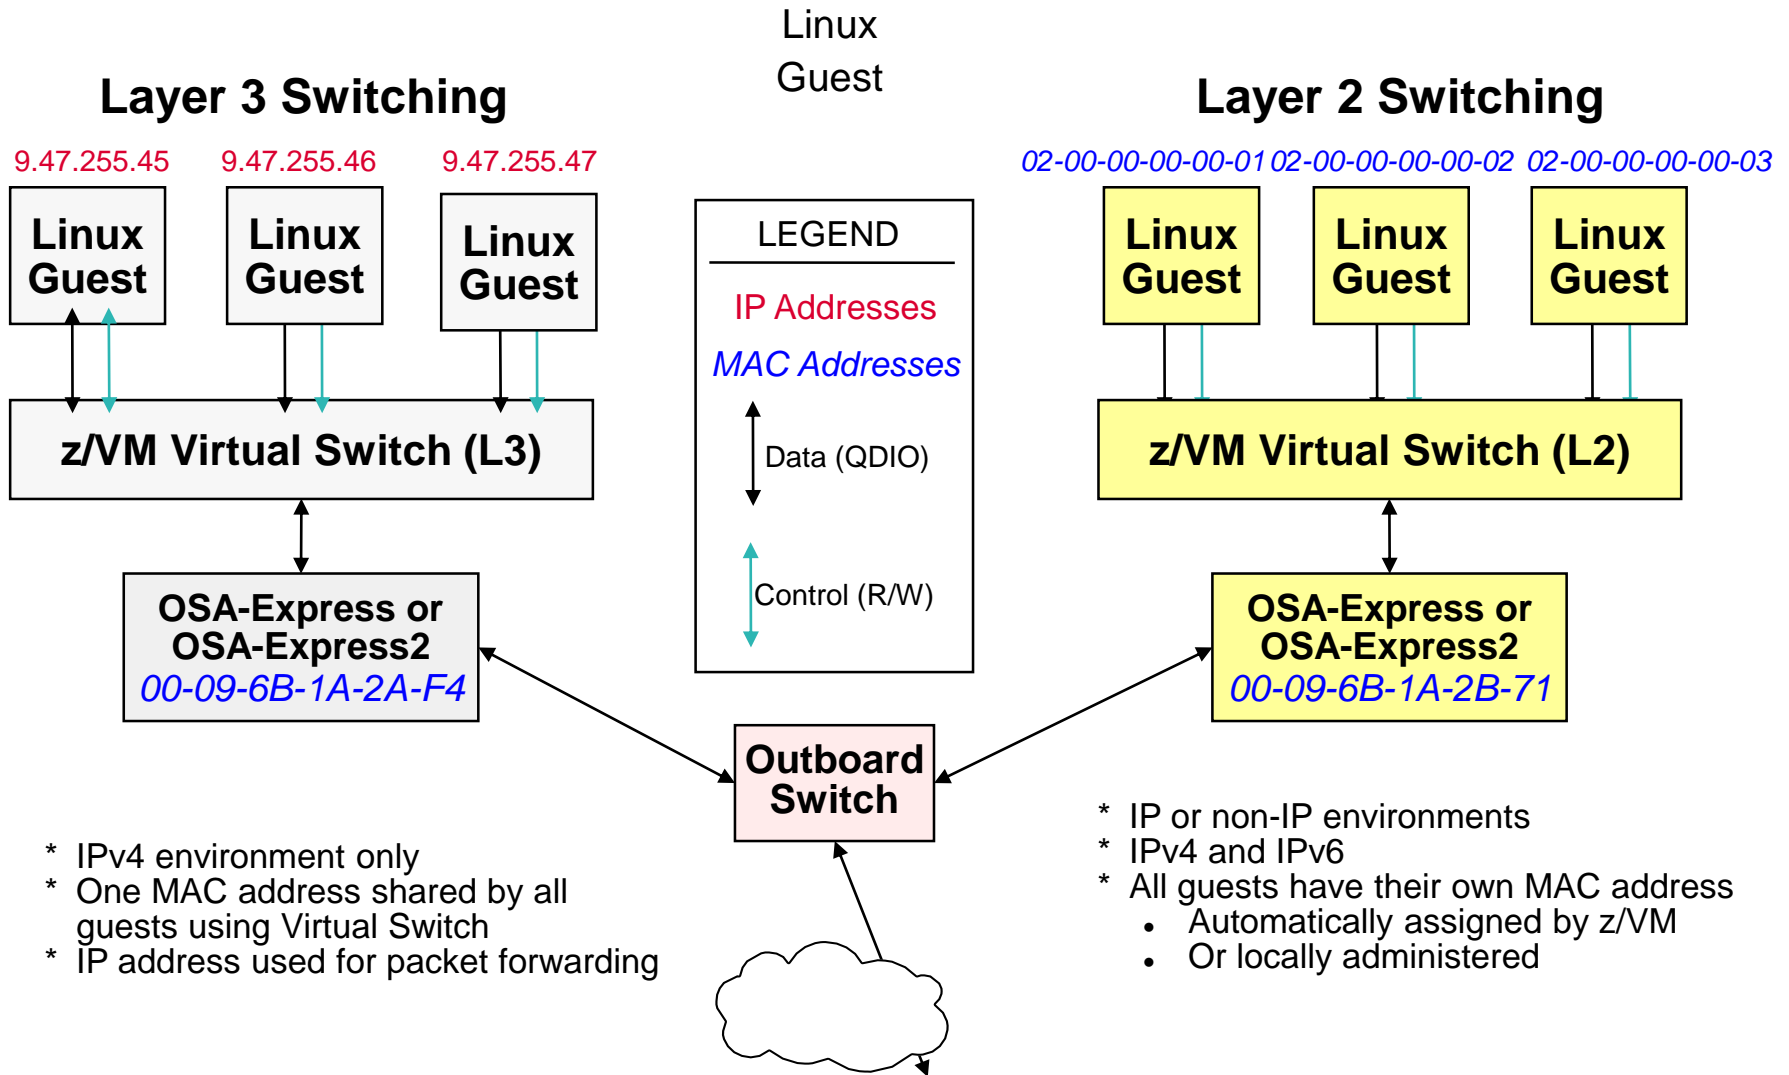 Linux
Guest
Layer 3 Switching
9.47.255.45
9.47.255.46
9.47.255.47
Linux
Guest
Linux
Guest
Linux
Guest
z/VM Virtual Switch (L3)
OSA-Express or
OSA-Express2
00-09-6B-1A-2A-F4
* IPv4 environment only
* One MAC address shared by all
guests using Virtual Switch
* IP address used for packet forwarding
LEGEND
IP Addresses
MAC Addresses
Data (QDIO)
Control (R/W)
Outboard
Switch
Layer 2 Switching
02-00-00-00-00-01
02-00-00-00-00-02
02-00-00-00-00-03
Linux
Guest
Linux
Guest
Linux
Guest
z/VM Virtual Switch (L2)
OSA-Express or
OSA-Express2
00-09-6B-1A-2B-71
* IP or non-IP environments
* IPv4 and IPv6
* All guests have their own MAC address
• Automatically assigned by z/VM
• Or locally administered